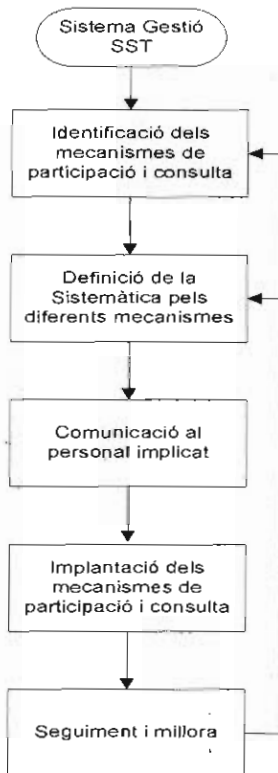 Sistema Gestió
SST
Identificació dels
mecanismes de
participació i consulta
Definició de la
Sistemàtica pels
diferents mecanismes
Comunicació al
personal implicat
Implantació dels
mecanismes de
participació i consulta
Seguiment i millora